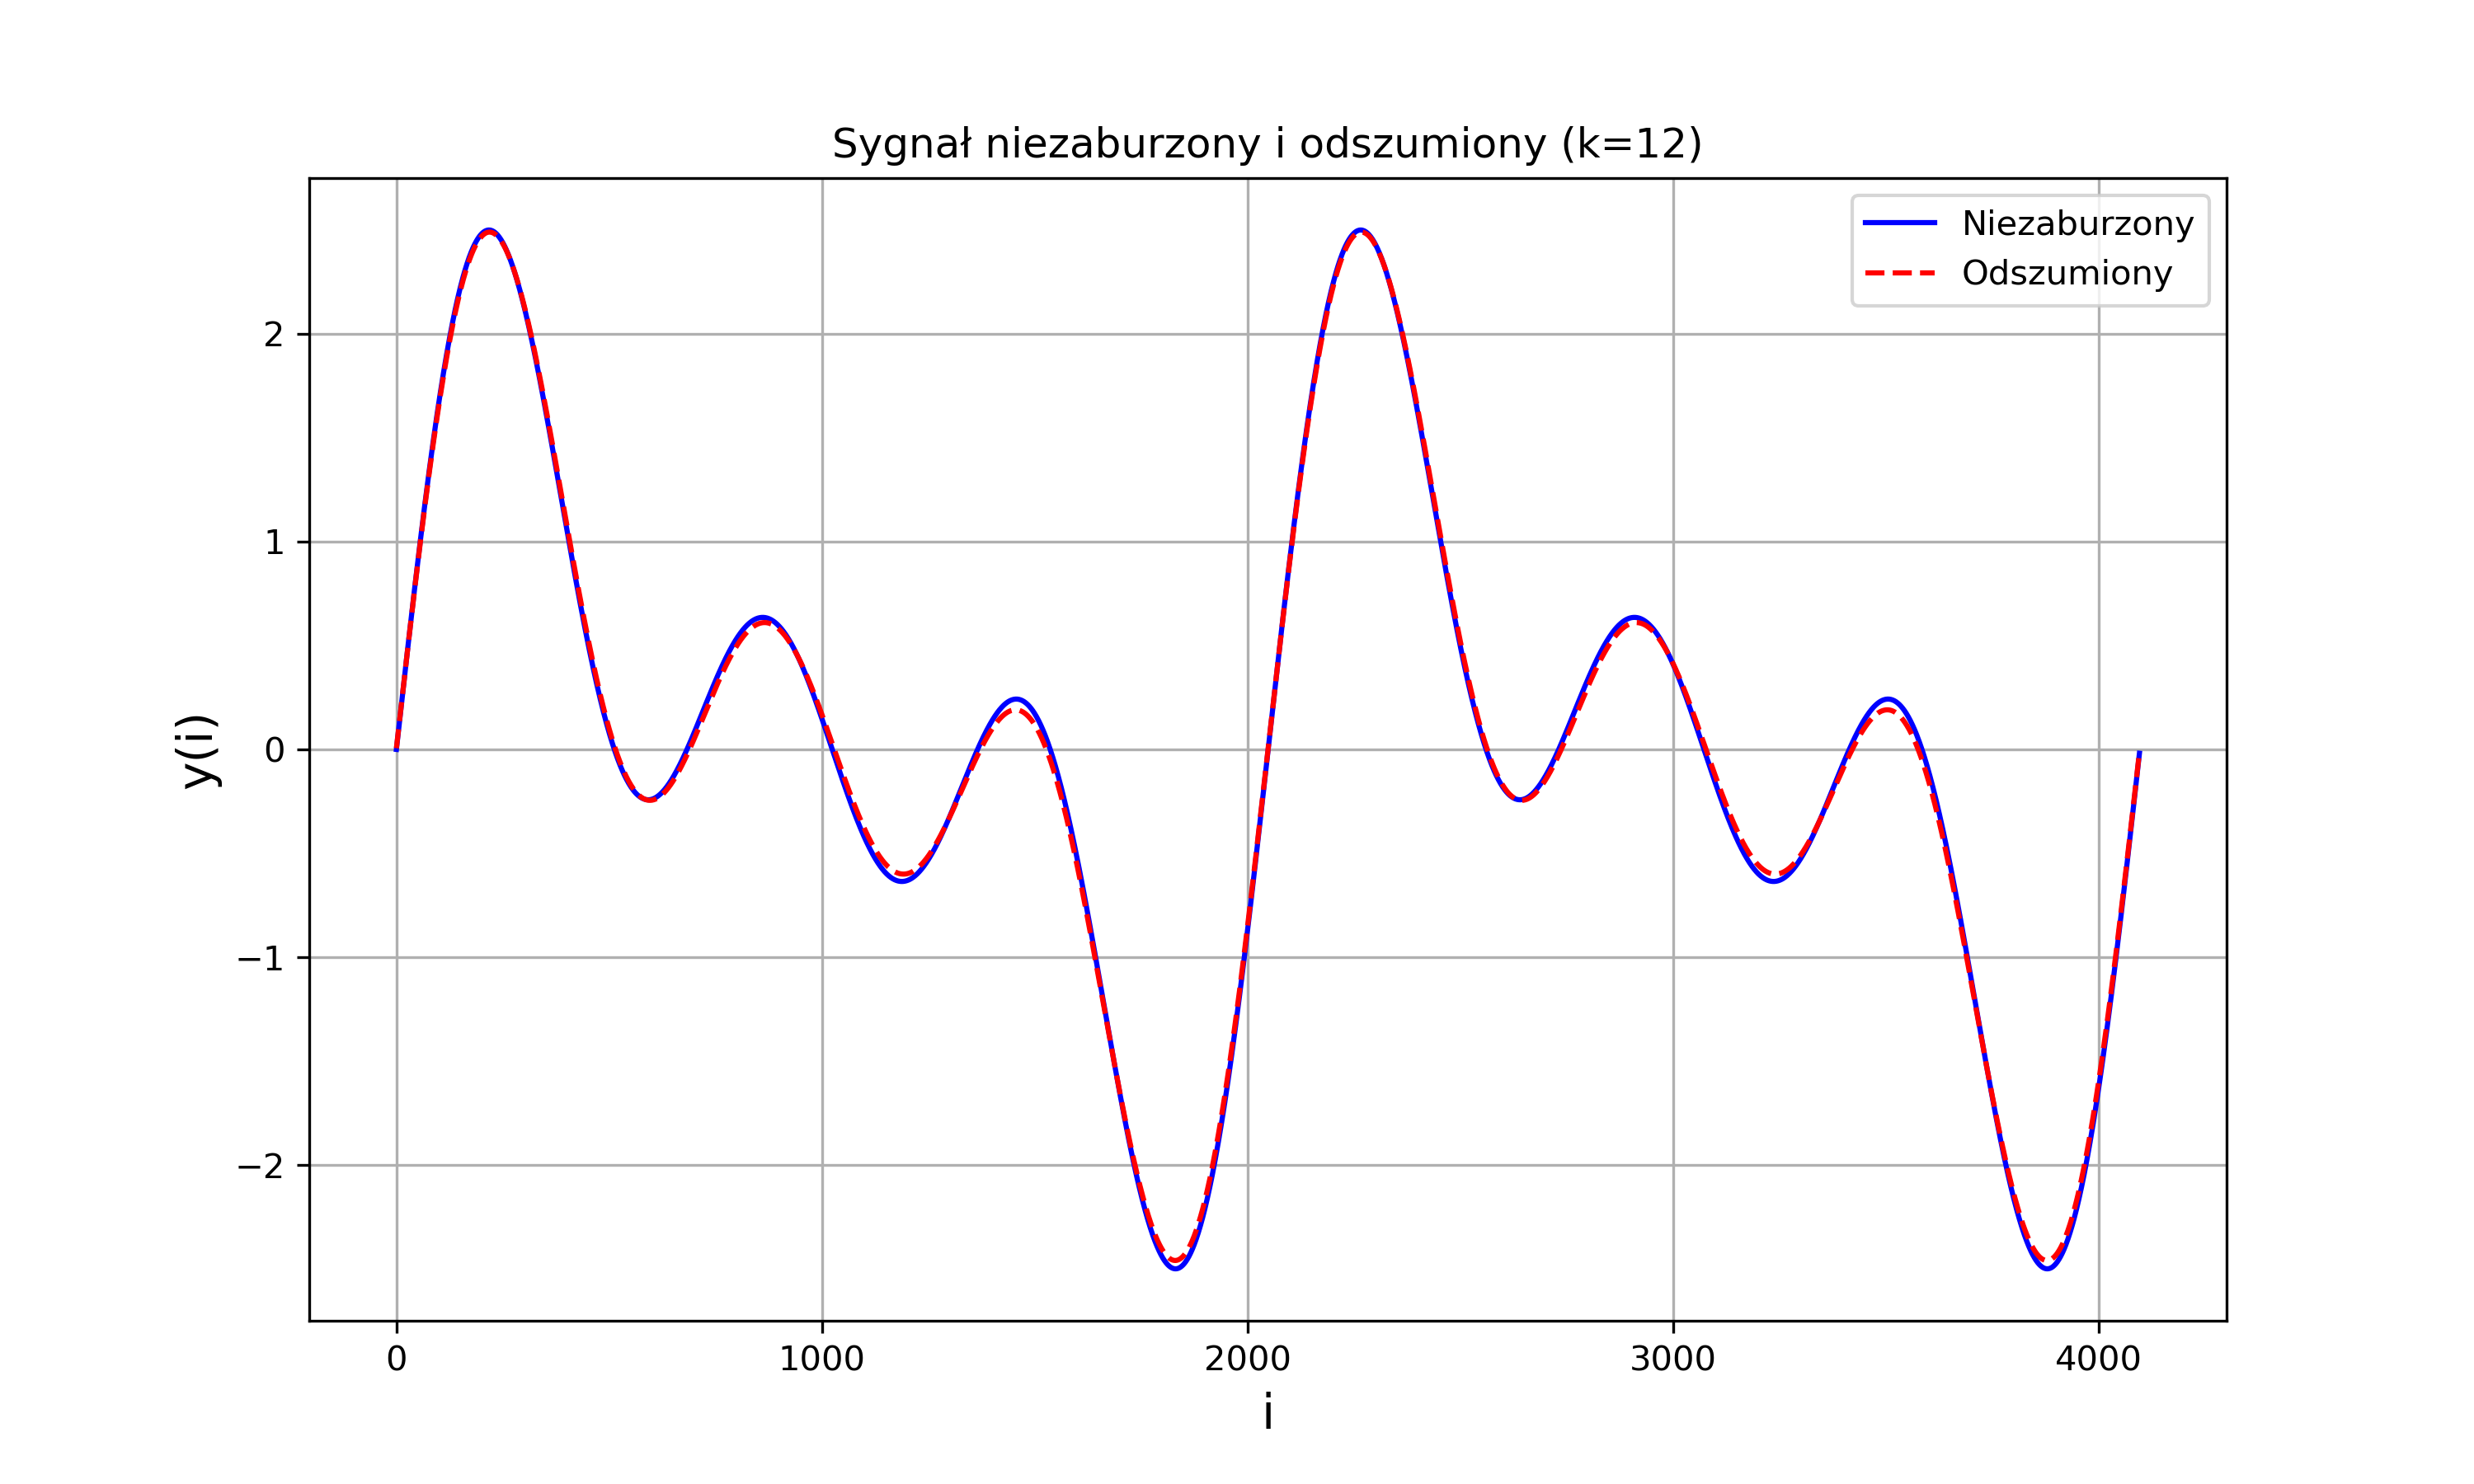 Sygnał niezaburzony i odszumiony (k=12)
Niezaburzony
Odszumiony
2
1
0
−1
−2
y(i)
0
1000
2000
3000
4000
i